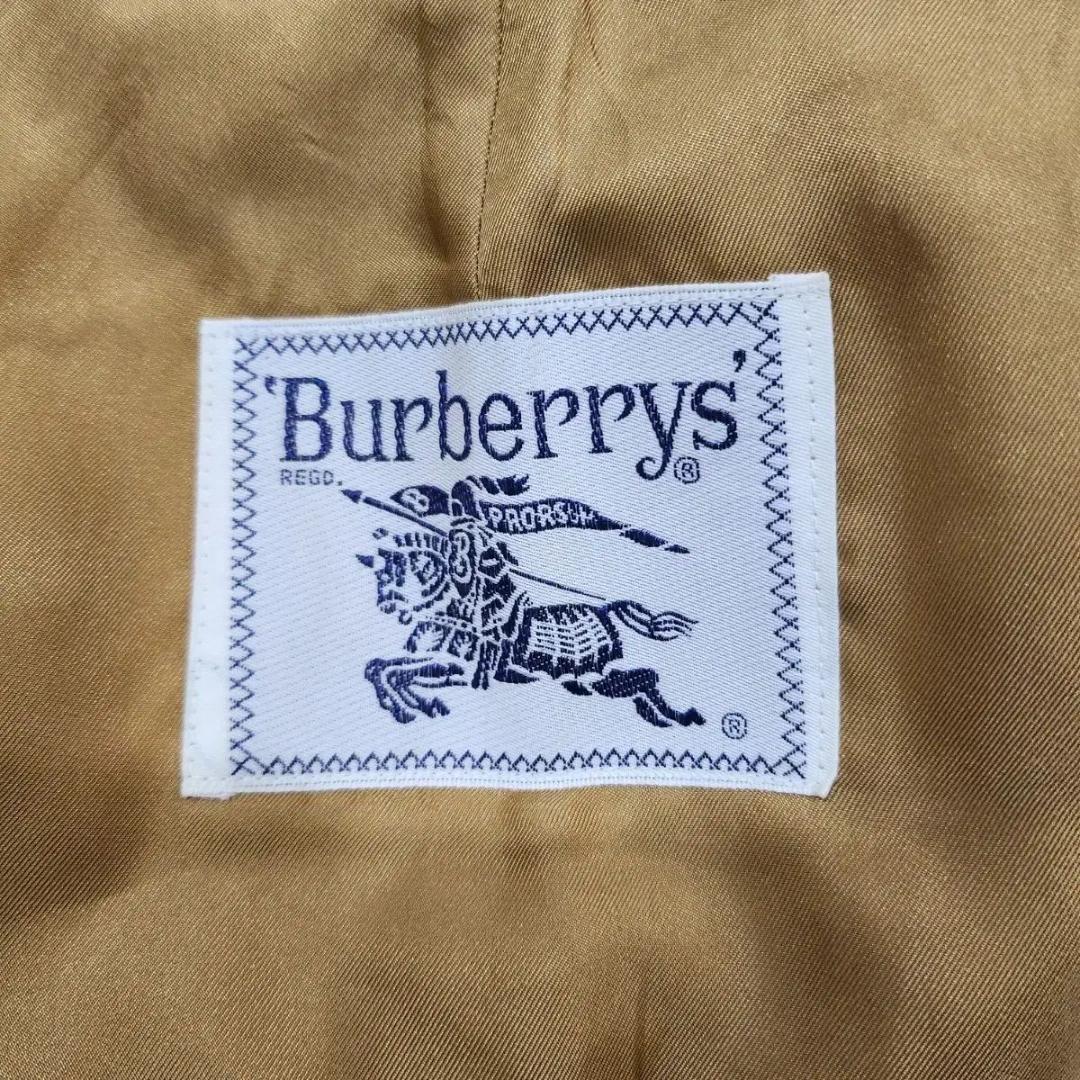 'Burberrys'
REGD. ®
B PRORSUM
B
®